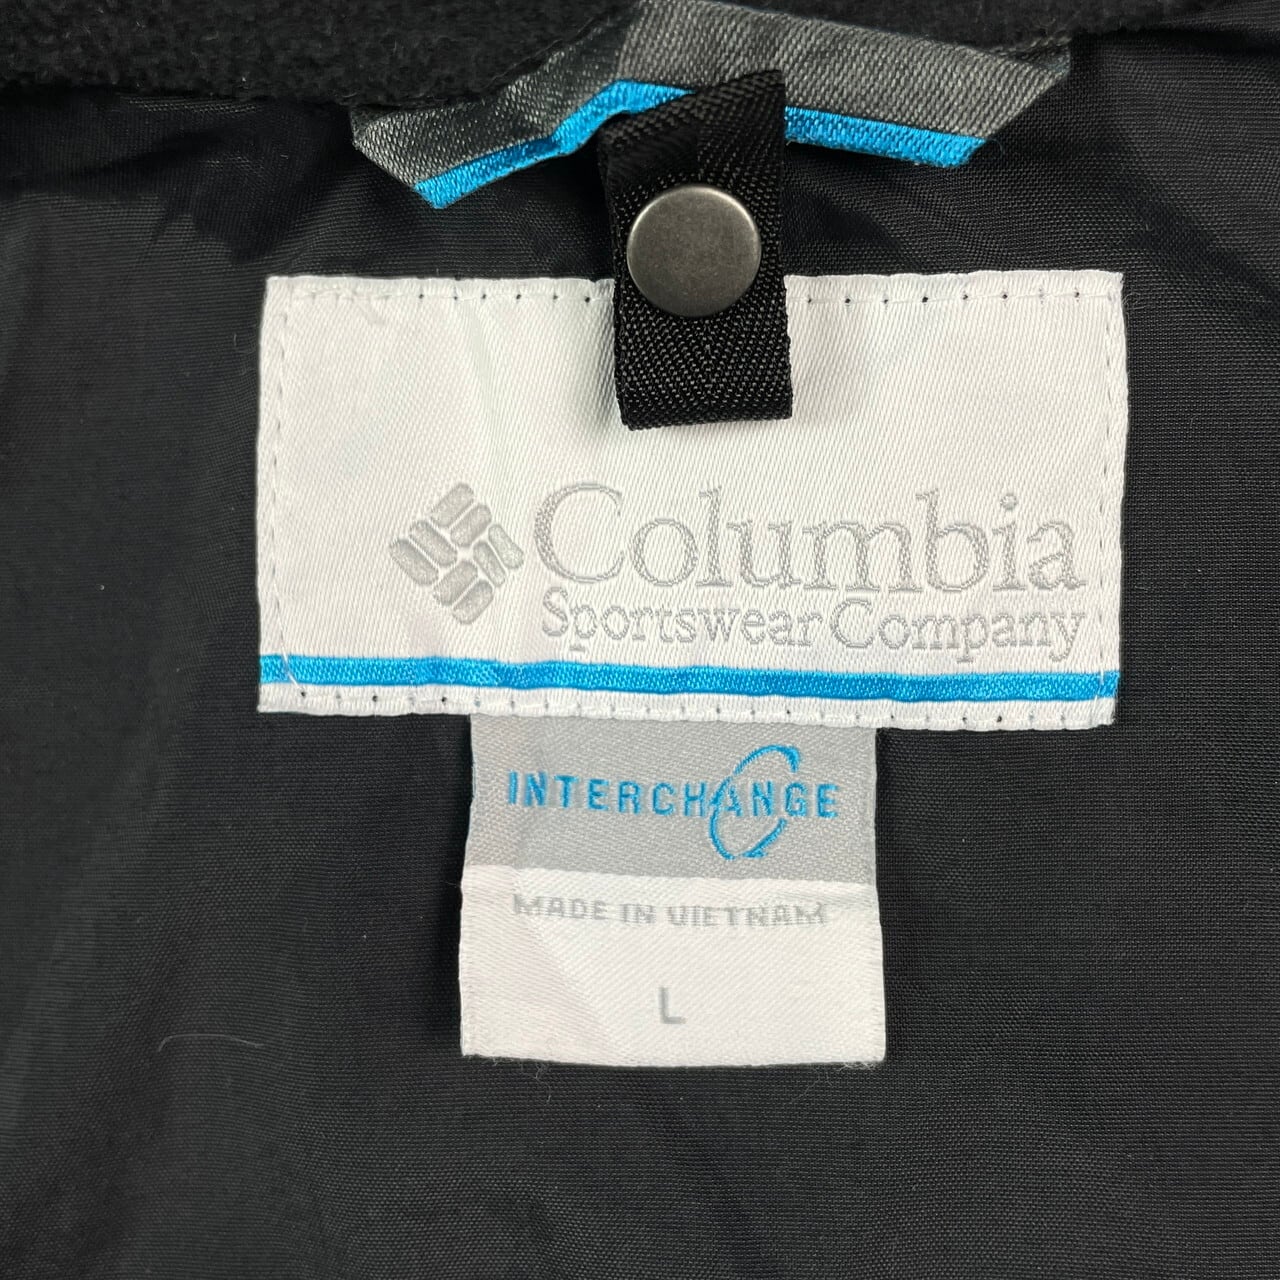 Columbia
Sportswear Company
INTERCHANGE
MADE IN VIETNAM
L